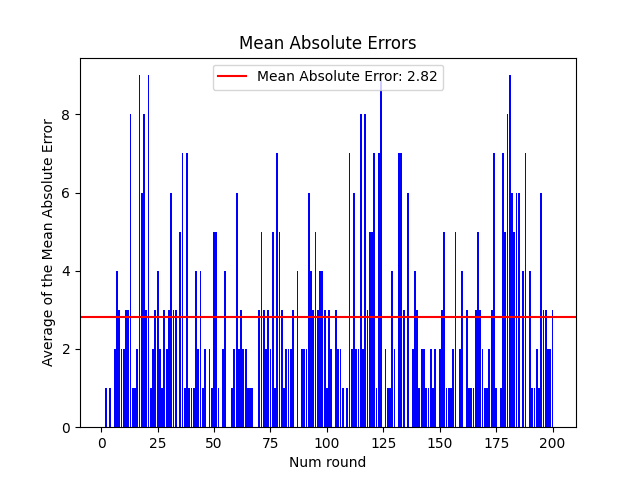 Mean Absolute Errors
Mean Absolute Error: 2.82
Average of the Mean Absolute Error
8
6
4
2
0
0 25 50 75 100 125 150 175 200
Num round